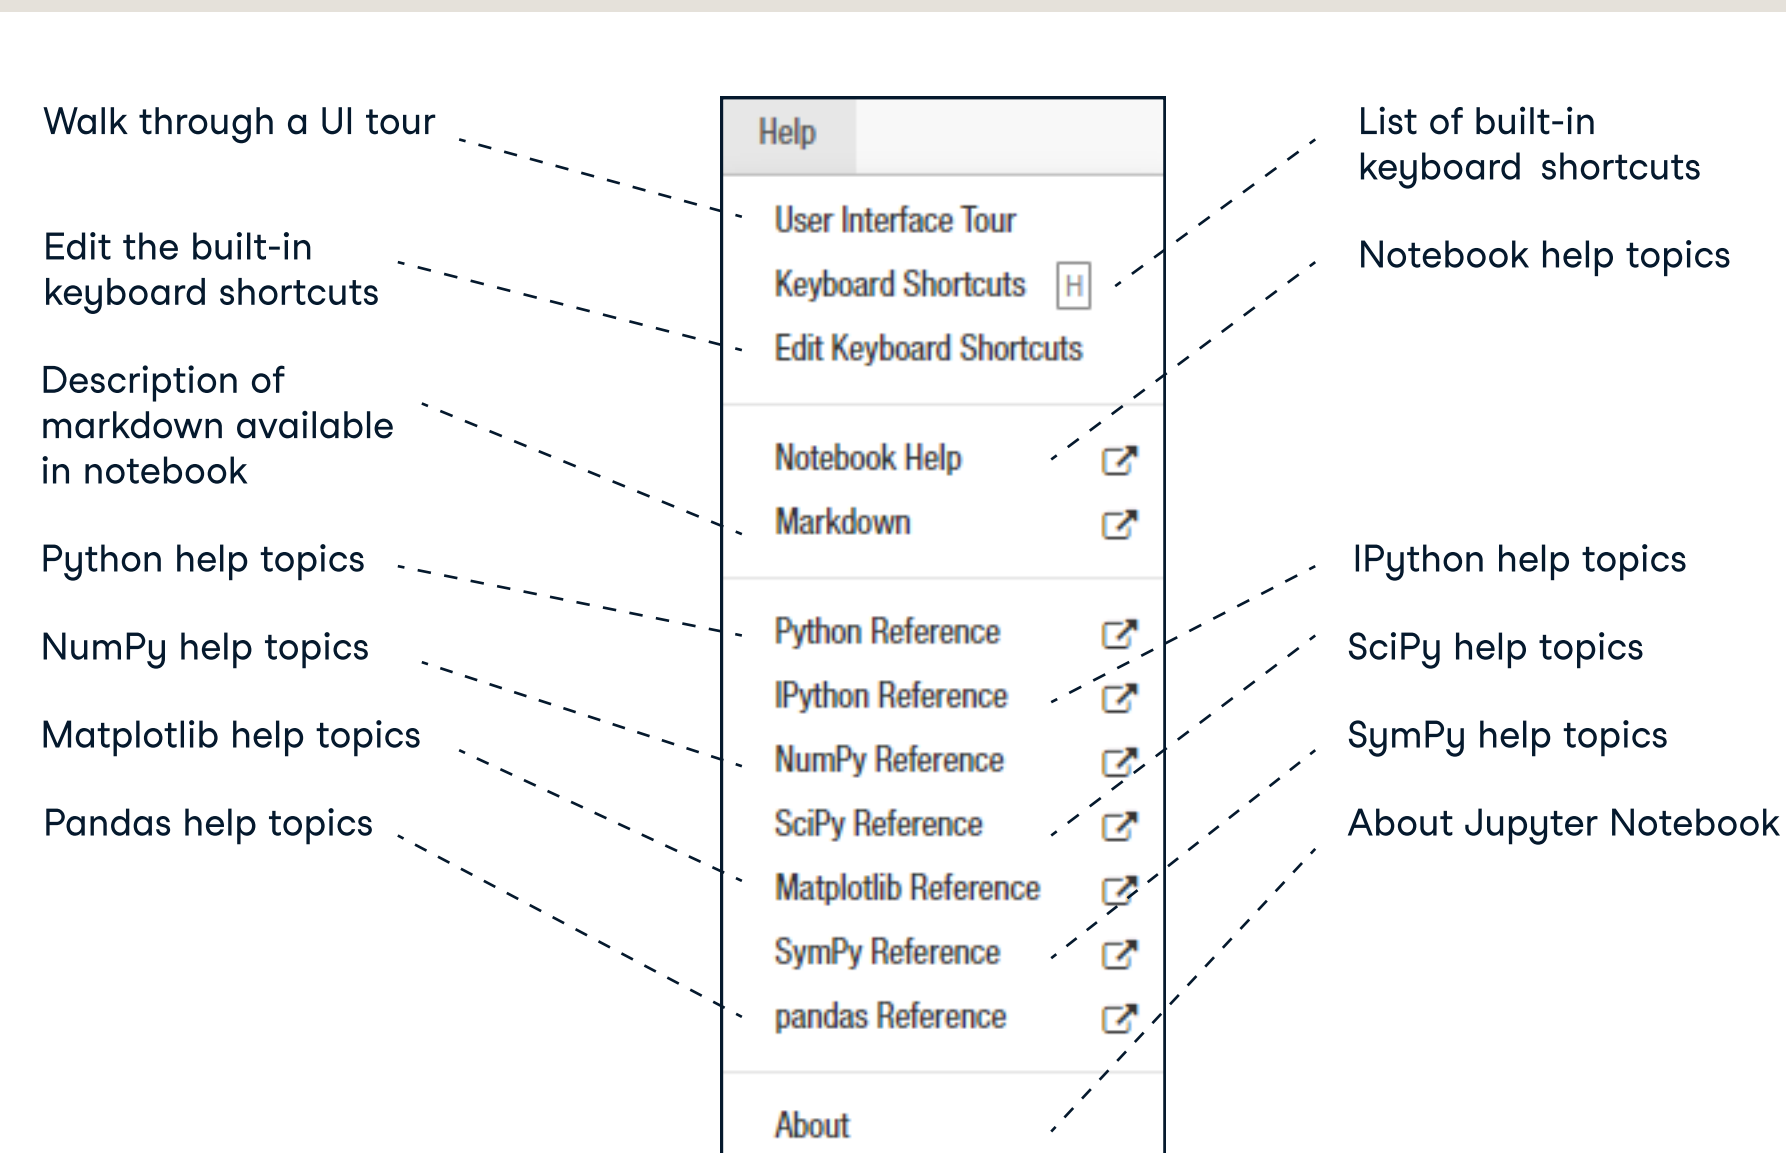 Walk through a UI tour
Edit the built-in
keyboard shortcuts
Description of
markdown available
in notebook
Python help topics
NumPy help topics
Matplotlib help topics
Pandas help topics
Help
User Interface Tour
Keyboard Shortcuts H
Edit Keyboard Shortcuts
Notebook Help
Markdown
Python Reference
IPython Reference
NumPy Reference
SciPy Reference
Matplotlib Reference
SymPy Reference
pandas Reference
About
List of built-in
keyboard shortcuts
Notebook help topics
IPython help topics
SciPy help topics
SymPy help topics
About Jupyter Notebook